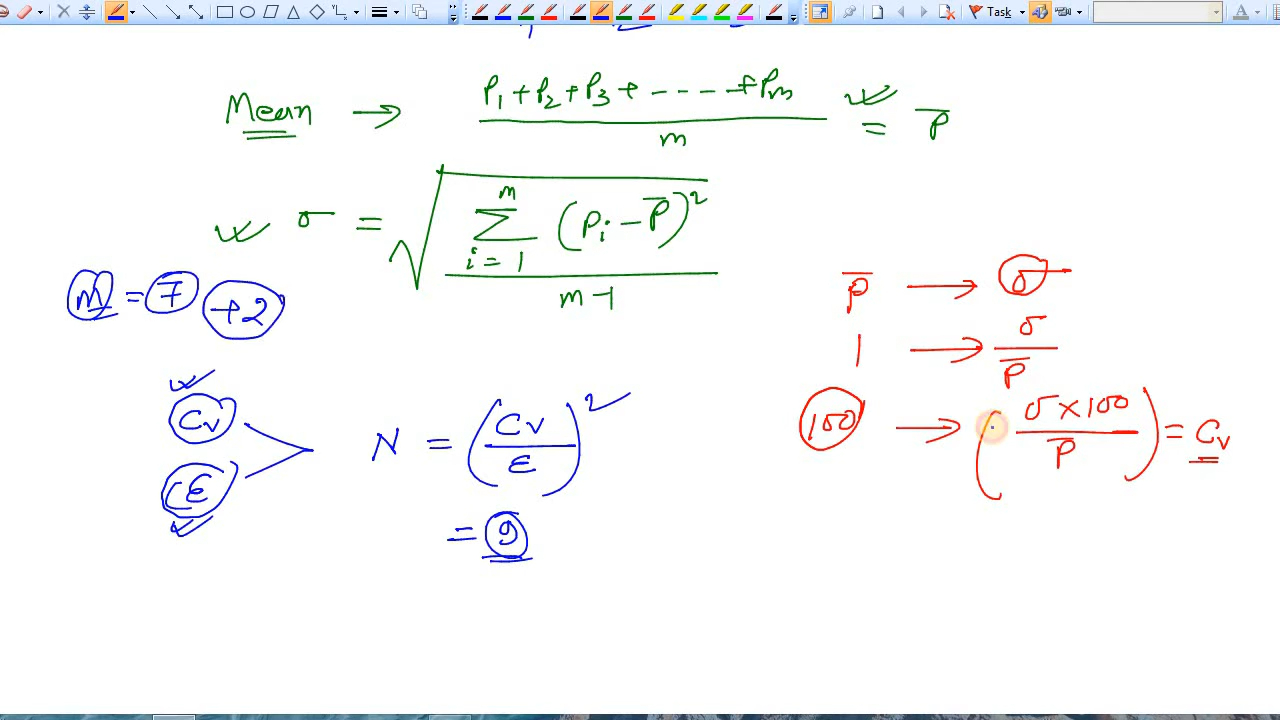 Task
A
P1 + P2 + P3 + ---- + Pm
Mean → ――― = P̅
m
σ = √( m
Σ (Pi - P̅)²
i = 1
m-1
m = 7 +2
P̅ → σ
1 → σ
P̅
100 → ( σ × 100 / P̅ ) = Cv
Cv
N = ( Cv / ε )²
ε
= 9